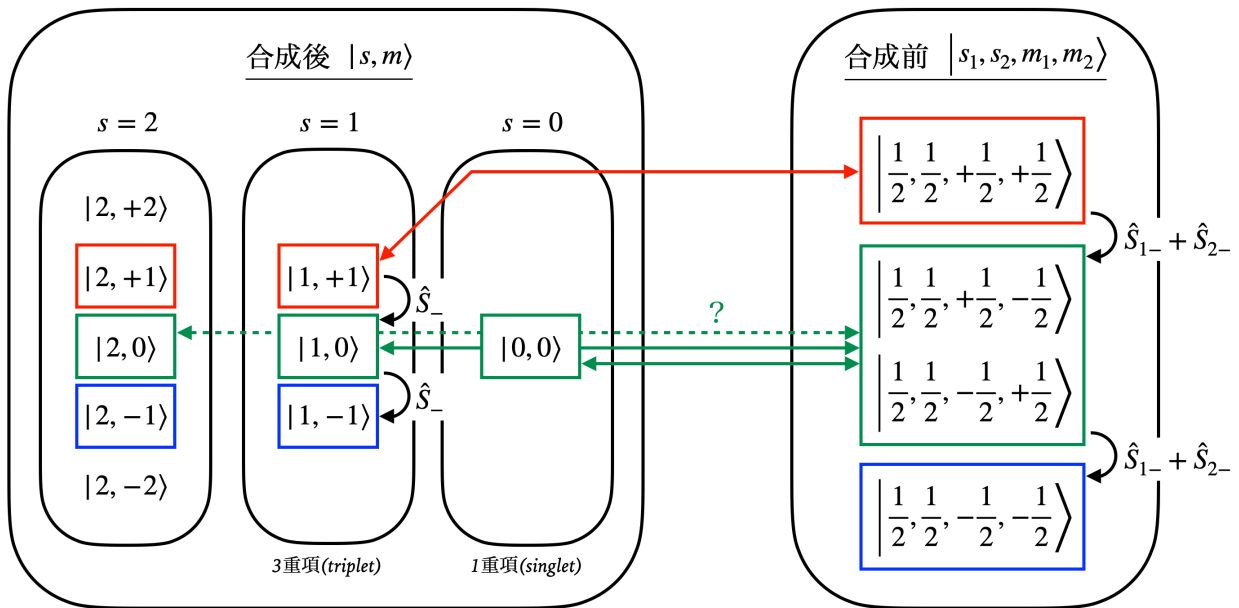 合成後 |s, m⟩
s = 2
s = 1
s = 0
|2, +2⟩
|2, +1⟩
|2, 0⟩
|2, −1⟩
|2, −2⟩
|1, +1⟩
Ŝ₋
|1, 0⟩
Ŝ₋
|1, −1⟩
|0, 0⟩
3重項(triplet)
1重項(singlet)
?
合成前 |s₁, s₂, m₁, m₂⟩
|1/2, 1/2, +1/2, +1/2⟩
Ŝ₁₋ + Ŝ₂₋
|1/2, 1/2, +1/2, −1/2⟩
|1/2, 1/2, −1/2, +1/2⟩
Ŝ₁₋ + Ŝ₂₋
|1/2, 1/2, −1/2, −1/2⟩